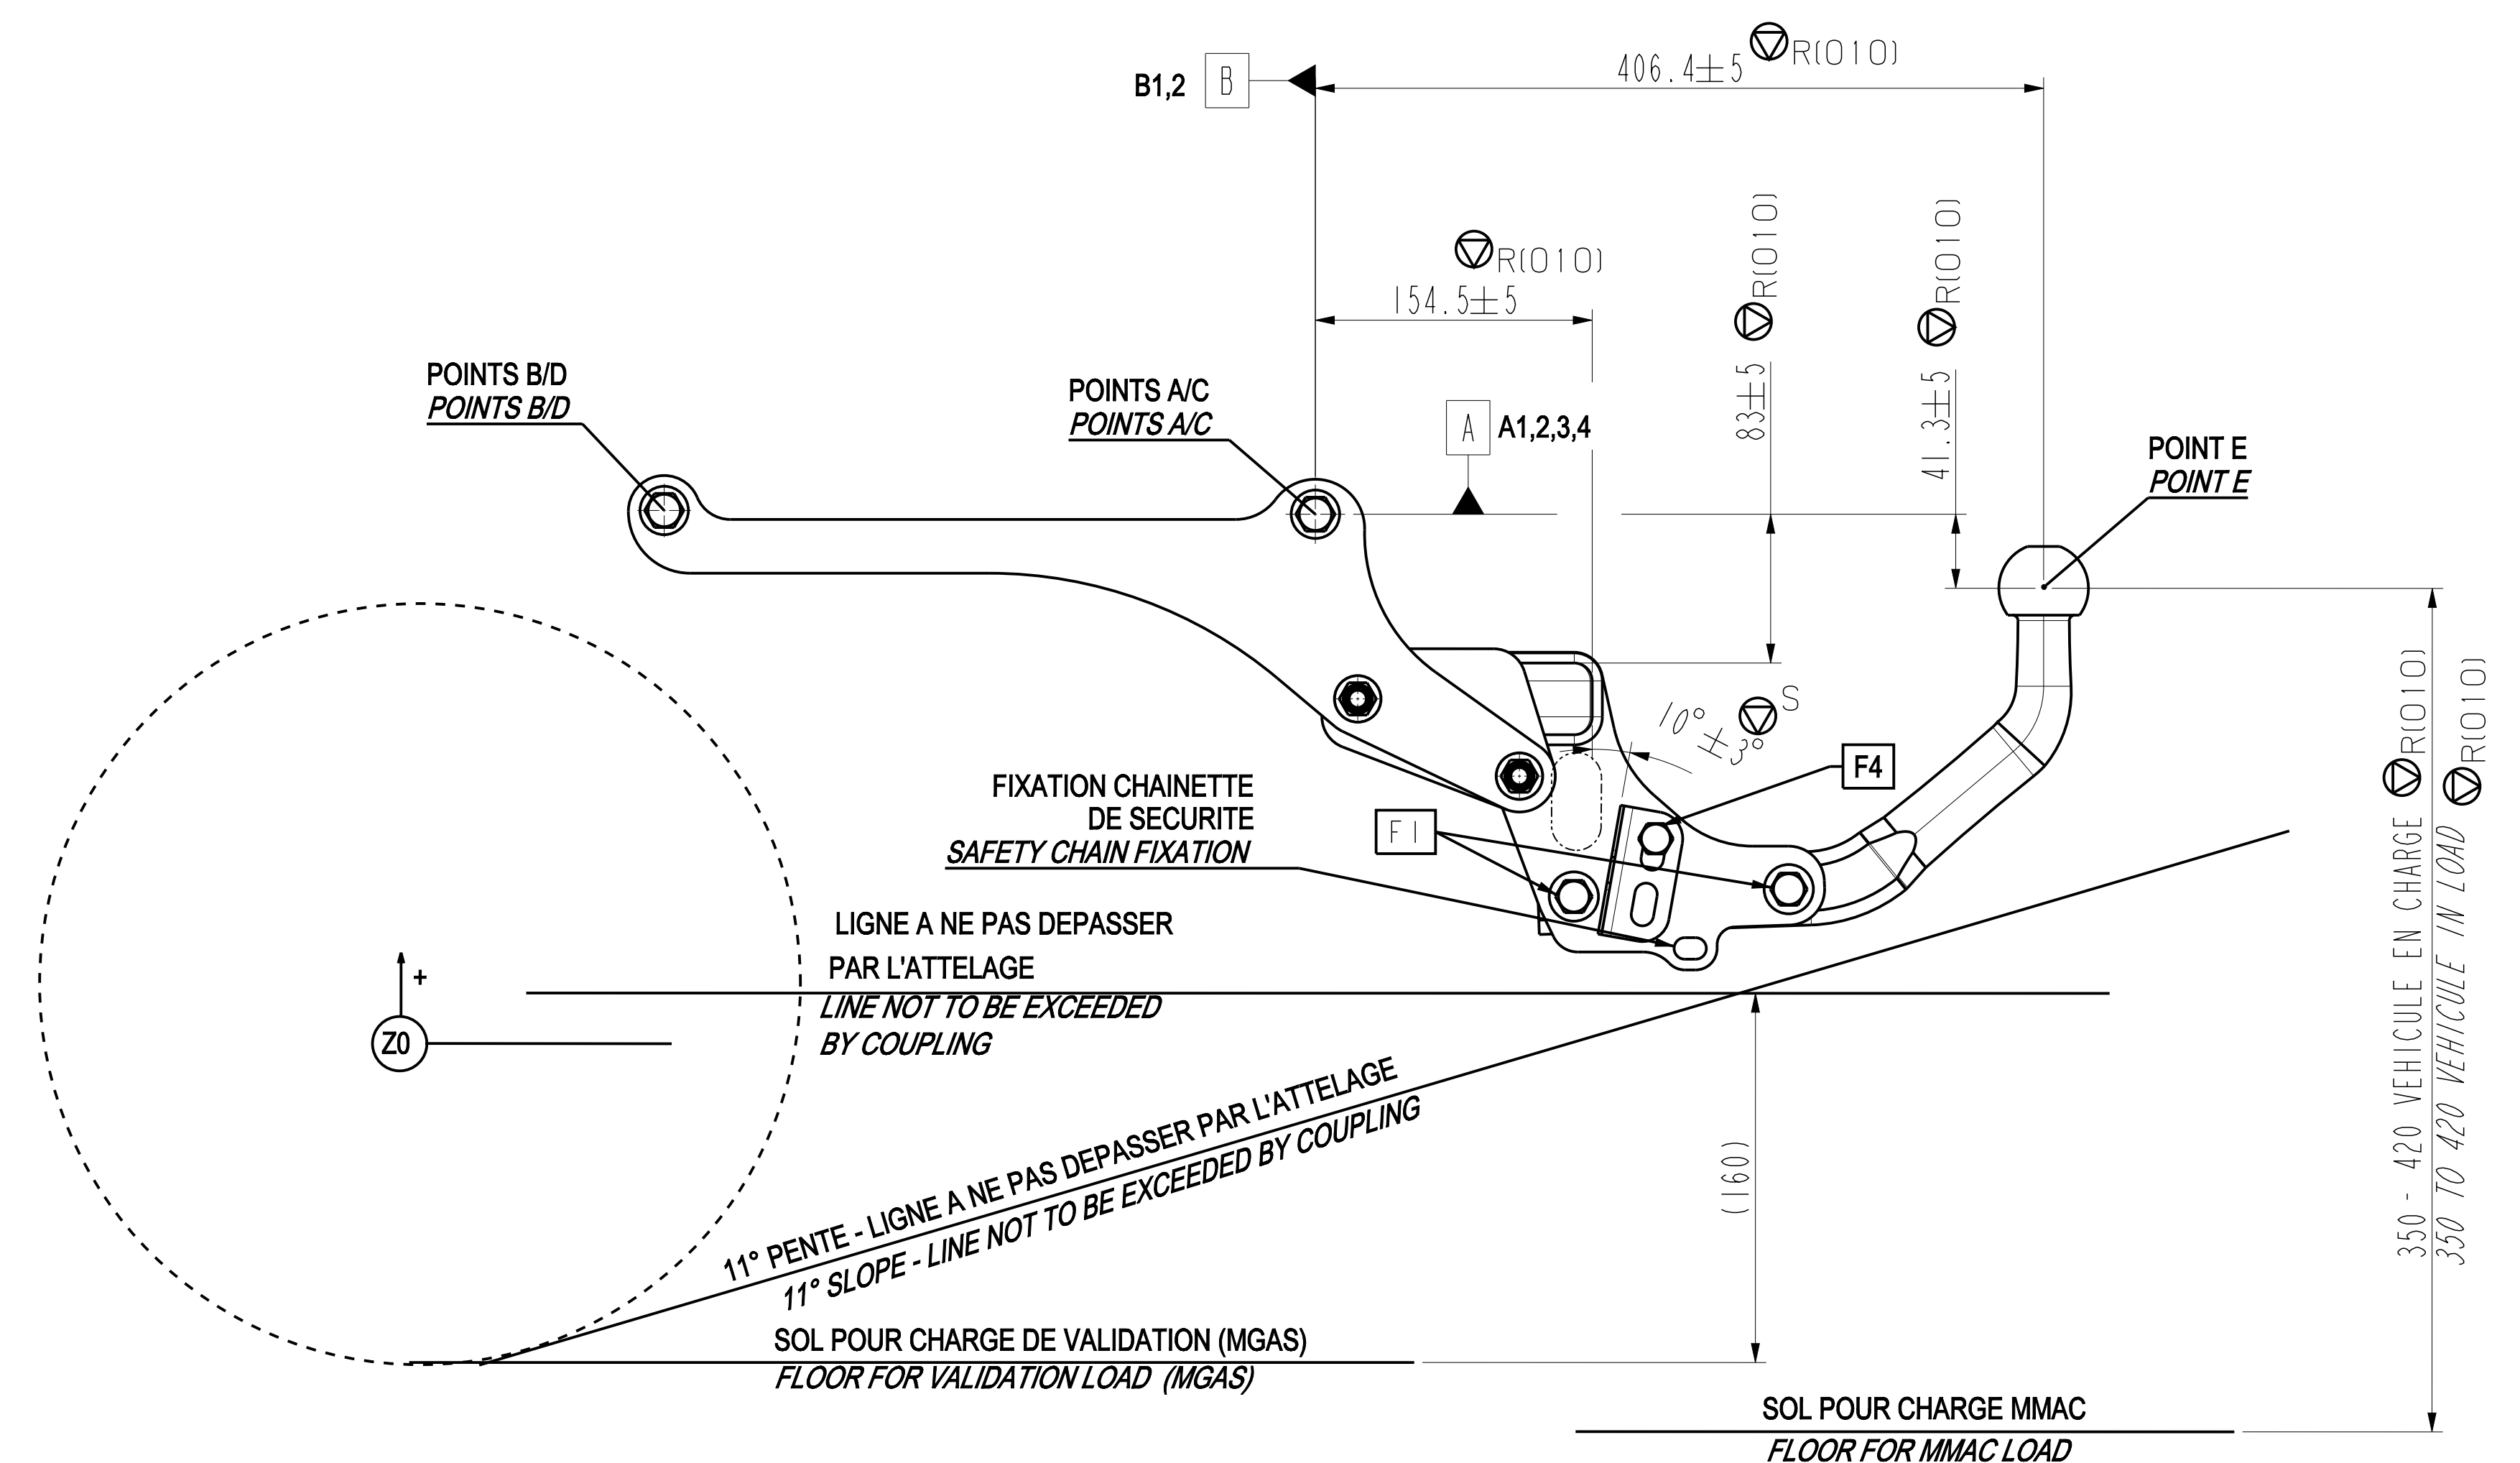 406.4±5
R(010)
B1,2
B
R(010)
154.5±5
83±5
R(010)
41.3±5
R(010)
POINTS B/D
POINTS B/D
POINTS A/C
POINTS A/C
A
A1,2,3,4
POINT E
POINT E
10°±3°
S
F4
F1
FIXATION CHAINETTE
DE SECURITE
SAFETY CHAIN FIXATION
LIGNE A NE PAS DEPASSER
PAR L'ATTELAGE
LINE NOT TO BE EXCEEDED
BY COUPLING
+
Z0
11° PENTE - LIGNE A NE PAS DEPASSER PAR L'ATTELAGE
11° SLOPE - LINE NOT TO BE EXCEEDED BY COUPLING
(160)
350 - 420 VEHICULE EN CHARGE
R(010)
350 TO 420 VEHICULE IN LOAD
R(010)
SOL POUR CHARGE DE VALIDATION (MGAS)
FLOOR FOR VALIDATION LOAD (MGAS)
SOL POUR CHARGE MMAC
FLOOR FOR MMAC LOAD